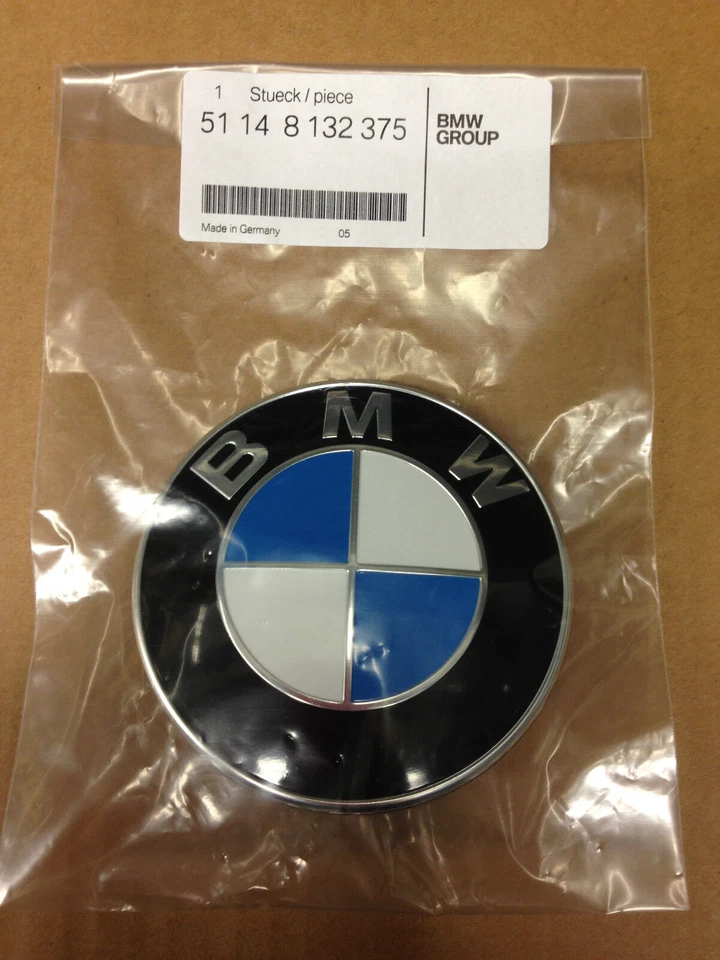 1 Stueck / piece
51 14 8 132 375
BMW
GROUP
Made in Germany 05
BMW